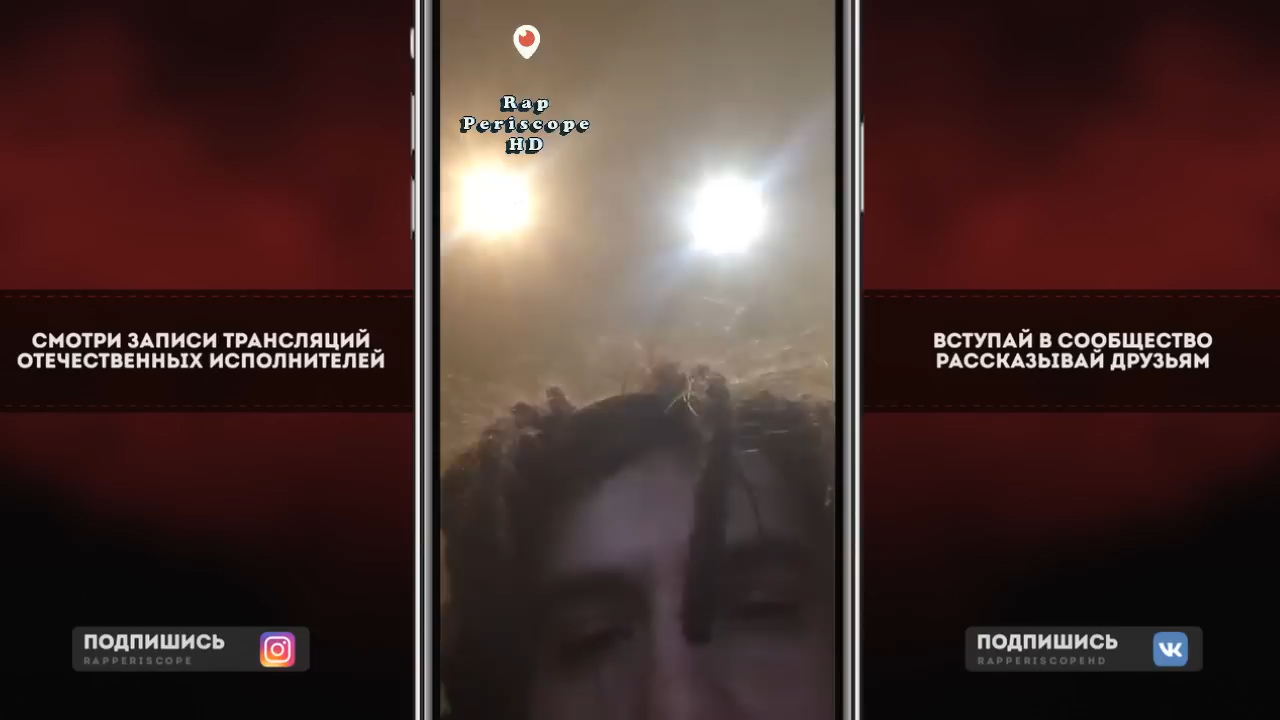 Rap
Periscope
HD
СМОТРИ ЗАПИСИ ТРАНСЛЯЦИЙ
ОТЕЧЕСТВЕННЫХ ИСПОЛНИТЕЛЕЙ
ВСТУПАЙ В СООБЩЕСТВО
РАССКАЗЫВАЙ ДРУЗЬЯМ
ПОДПИШИСЬ
RAPPERISCOPE
ПОДПИШИСЬ
RAPPERISCOPEHD